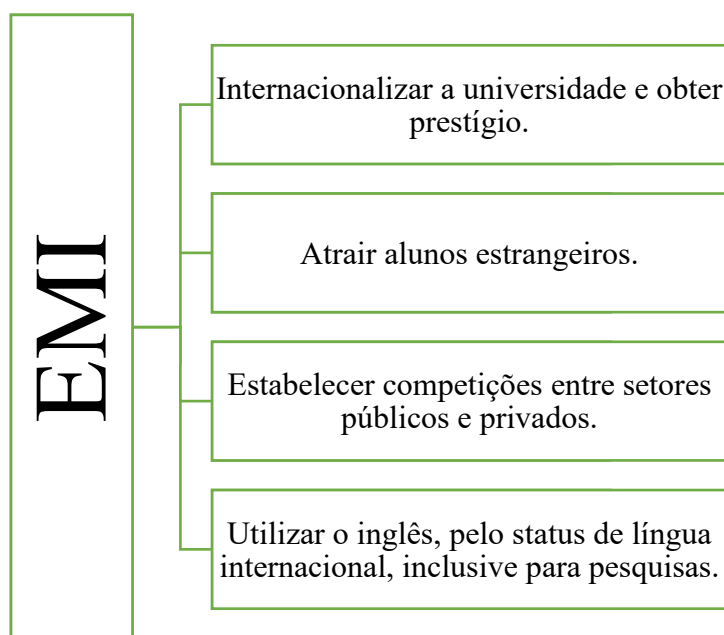 EMI
Internacionalizar a universidade e obter
prestígio.
Atrair alunos estrangeiros.
Estabelecer competições entre setores
públicos e privados.
Utilizar o inglês, pelo status de língua
internacional, inclusive para pesquisas.